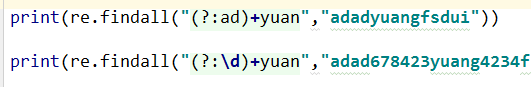 print(re.findall("(?:ad)+yuan","adadyuangfsdui"))
print(re.findall("(?:\d)+yuan","adad678423yuang4234f